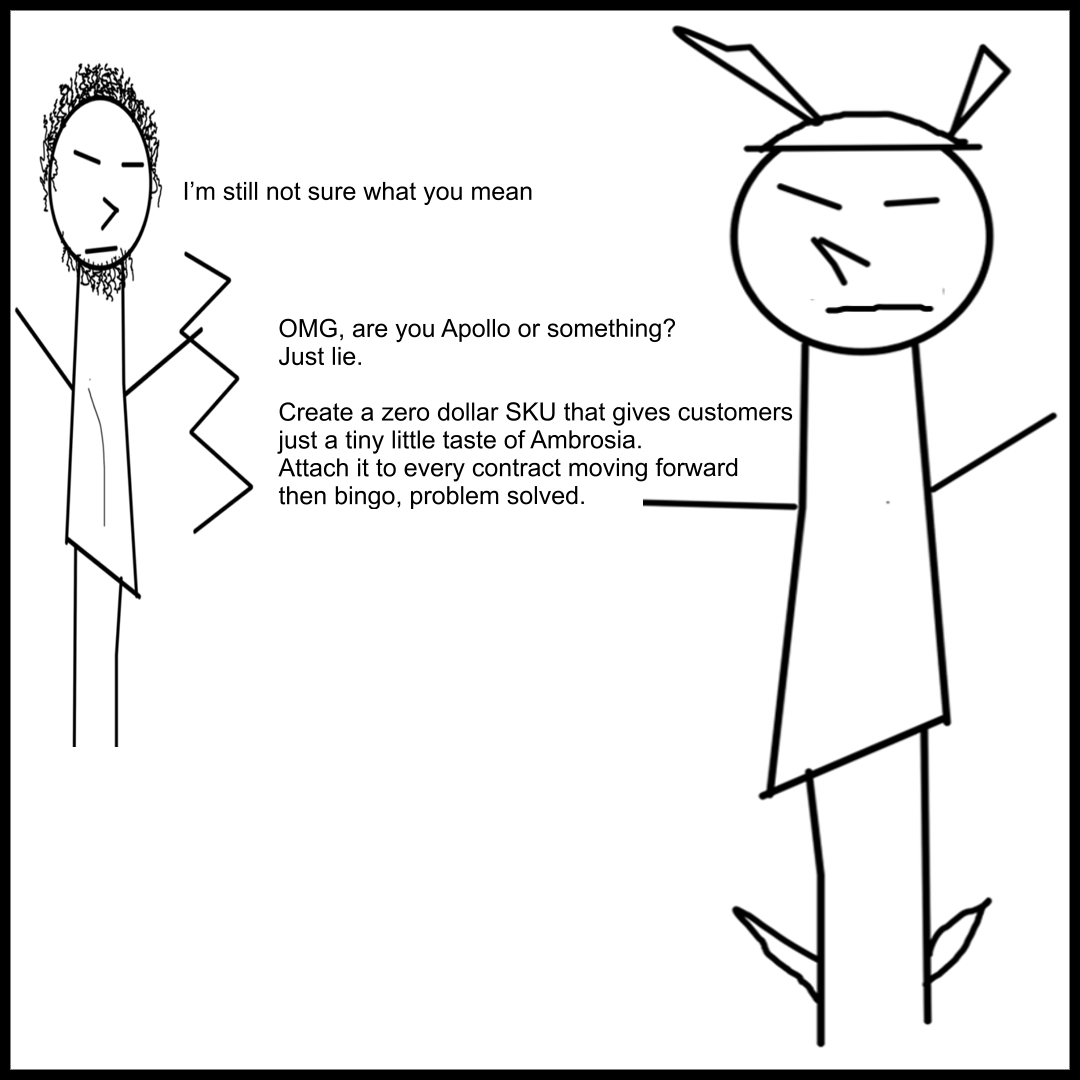 I’m still not sure what you mean
OMG, are you Apollo or something?
Just lie.
Create a zero dollar SKU that gives customers
just a tiny little taste of Ambrosia.
Attach it to every contract moving forward
then bingo, problem solved.